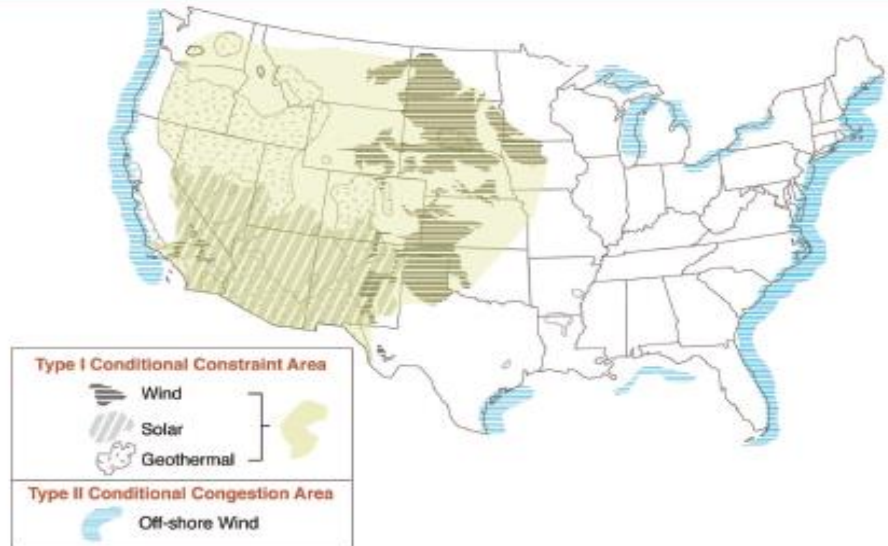 Type I Conditional Constraint Area
Wind
Solar
Geothermal
Type II Conditional Congestion Area
Off-shore Wind